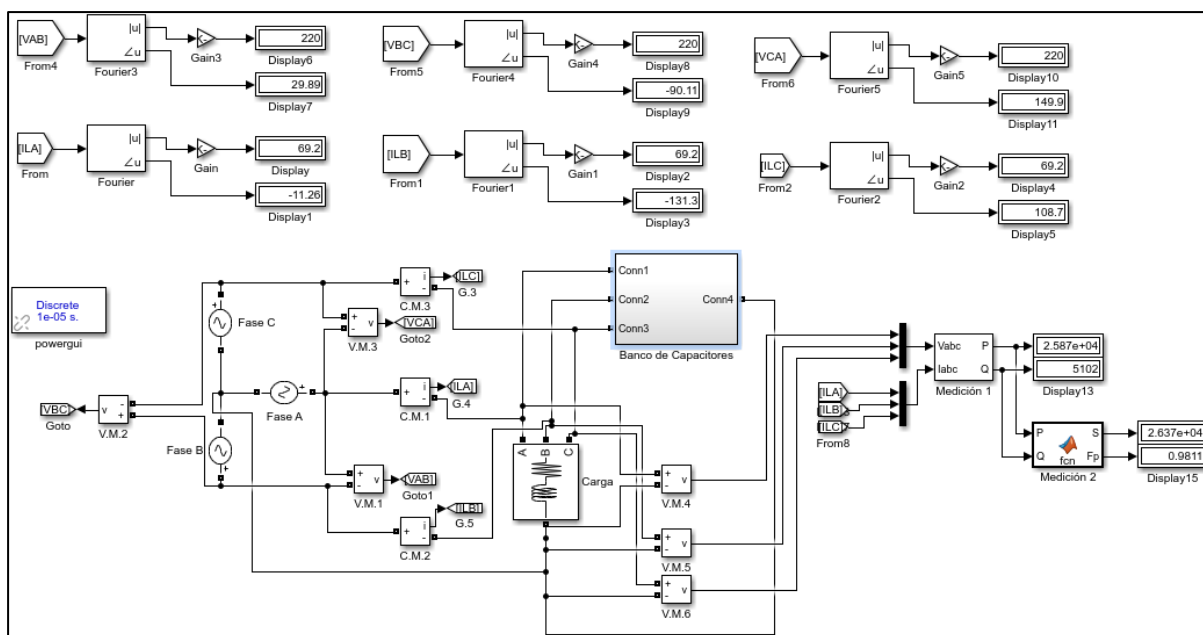 [VAB]
From4
|u|
∠u
Fourier3
Gain3
220
Display6
29.89
Display7
[VBC]
From5
|u|
∠u
Fourier4
Gain4
220
Display8
-90.11
Display9
[VCA]
From6
|u|
∠u
Fourier5
Gain5
220
Display10
149.9
Display11
[ILA]
From
|u|
∠u
Fourier
Gain
69.2
Display
-11.26
Display1
[ILB]
From1
|u|
∠u
Fourier1
Gain1
69.2
Display2
-131.3
Display3
[ILC]
From2
|u|
∠u
Fourier2
Gain2
69.2
Display4
108.7
Display5
Discrete
1e-05 s.
powergui
Fase C
Fase A
Fase B
[VBC]
Goto
v
-
+
V.M.2
+
i
-
C.M.3
[ILC]
G.3
+
-
v
V.M.3
[VCA]
Goto2
+
i
-
C.M.1
[ILA]
G.4
+
-
v
V.M.1
[VAB]
Goto1
+
i
-
C.M.2
[ILB]
G.5
Conn1
Conn2
Conn3
Conn4
Banco de Capacitores
A
B
C
Carga
+
-
v
V.M.4
+
-
v
V.M.5
+
-
v
V.M.6
[ILA]
[ILB]
[ILC]
7
From8
Vabc
Iabc
P
Q
Medición 1
2.587e+04
5102
Display13
P
Q
S
Fp
fcn
Medición 2
2.637e+04
0.9811
Display15